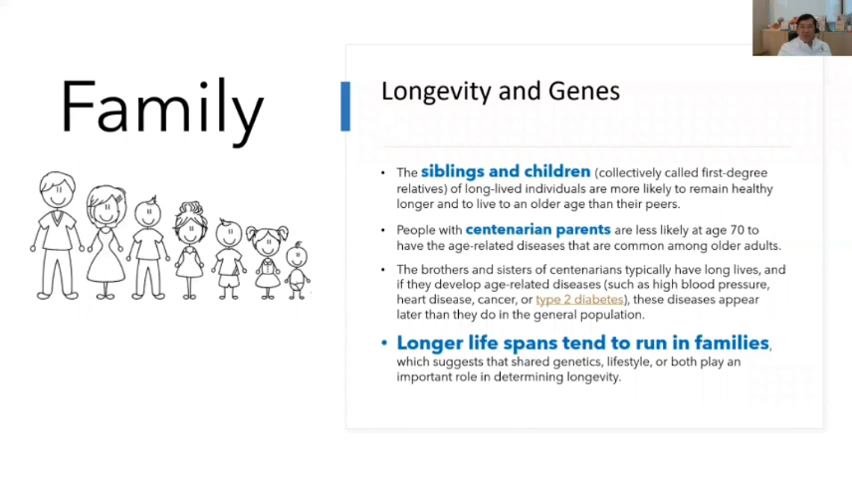 Family
Longevity and Genes
• The siblings and children (collectively called first-degree
relatives) of long-lived individuals are more likely to remain healthy
longer and to live to an older age than their peers.
• People with centenarian parents are less likely at age 70 to
have the age-related diseases that are common among older adults.
• The brothers and sisters of centenarians typically have long lives, and
if they develop age-related diseases (such as high blood pressure,
heart disease, cancer, or type 2 diabetes), these diseases appear
later than they do in the general population.
• Longer life spans tend to run in families,
which suggests that shared genetics, lifestyle, or both play an
important role in determining longevity.